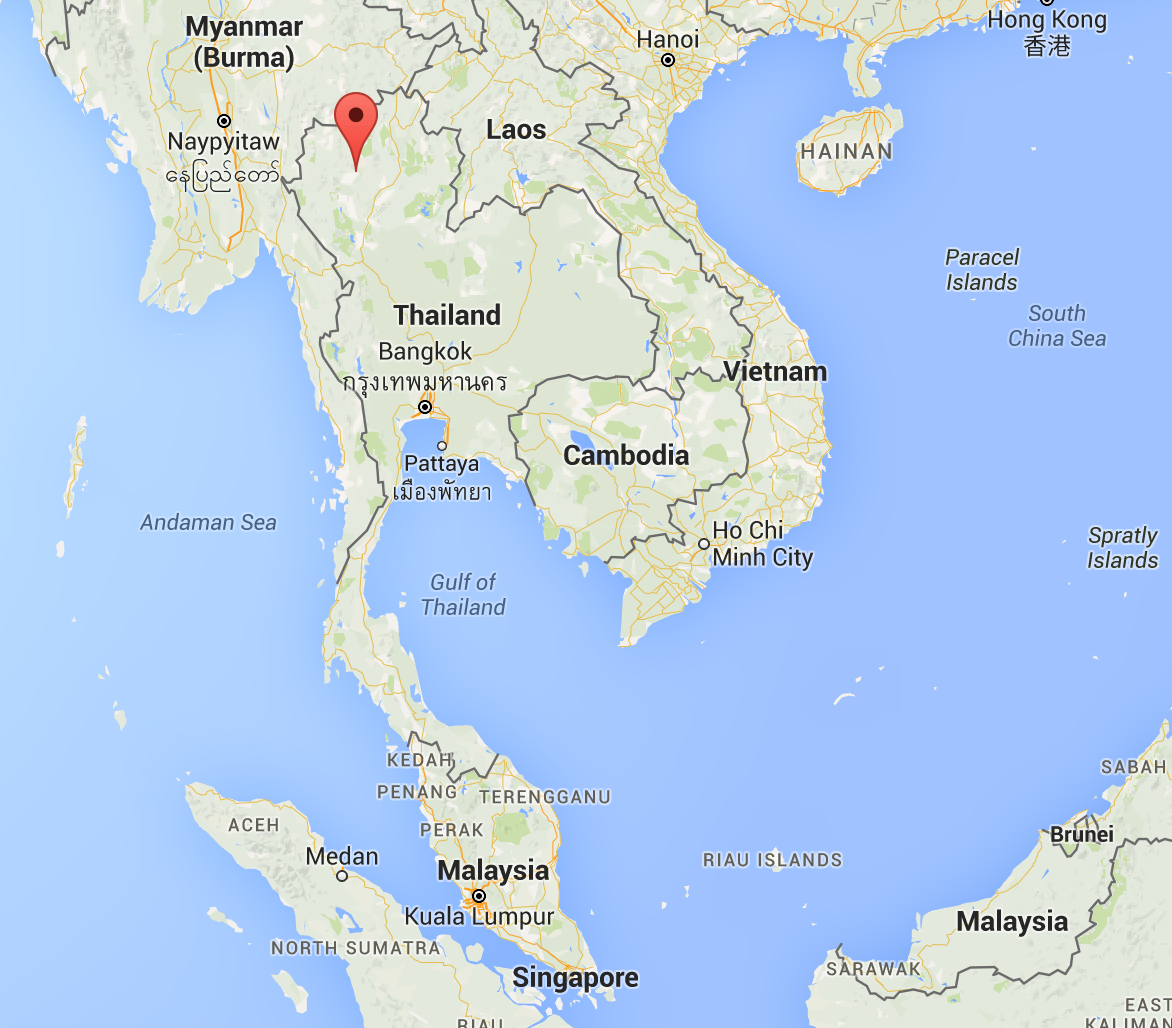 Myanmar
(Burma)
Hanoi
Hong Kong
香港
Naypyitaw
နေပြည်တော်
Laos
HAINAN
Paracel
Islands
South
China Sea
Thailand
Bangkok
กรุงเทพมหานคร
Vietnam
Cambodia
Pattaya
เมืองพัทยา
Andaman Sea
Ho Chi
Minh City
Spratly
Islands
Gulf of
Thailand
KEDAH
PENANG
TERENGGANU
SABAH
ACEH
PERAK
Brunei
Medan
RIAU ISLANDS
Malaysia
Kuala Lumpur
Malaysia
NORTH SUMATRA
SARAWAK
Singapore
EAST
KALIMAN
RIAU